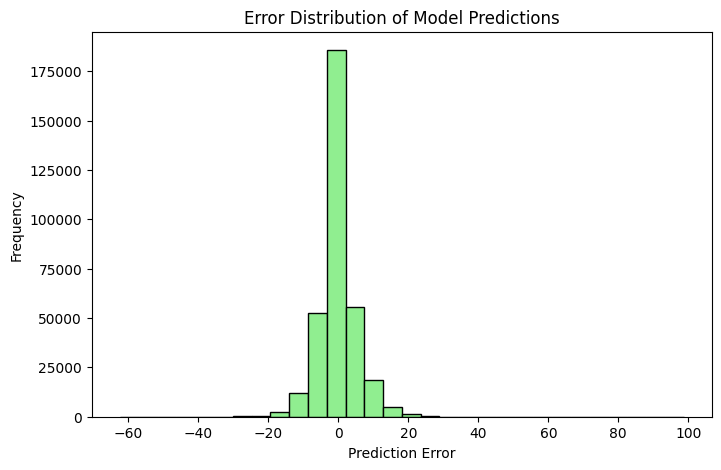 Error Distribution of Model Predictions
175000
150000
125000
100000
75000
50000
25000
0
Frequency
−60 −40 −20 0 20 40 60 80 100
Prediction Error